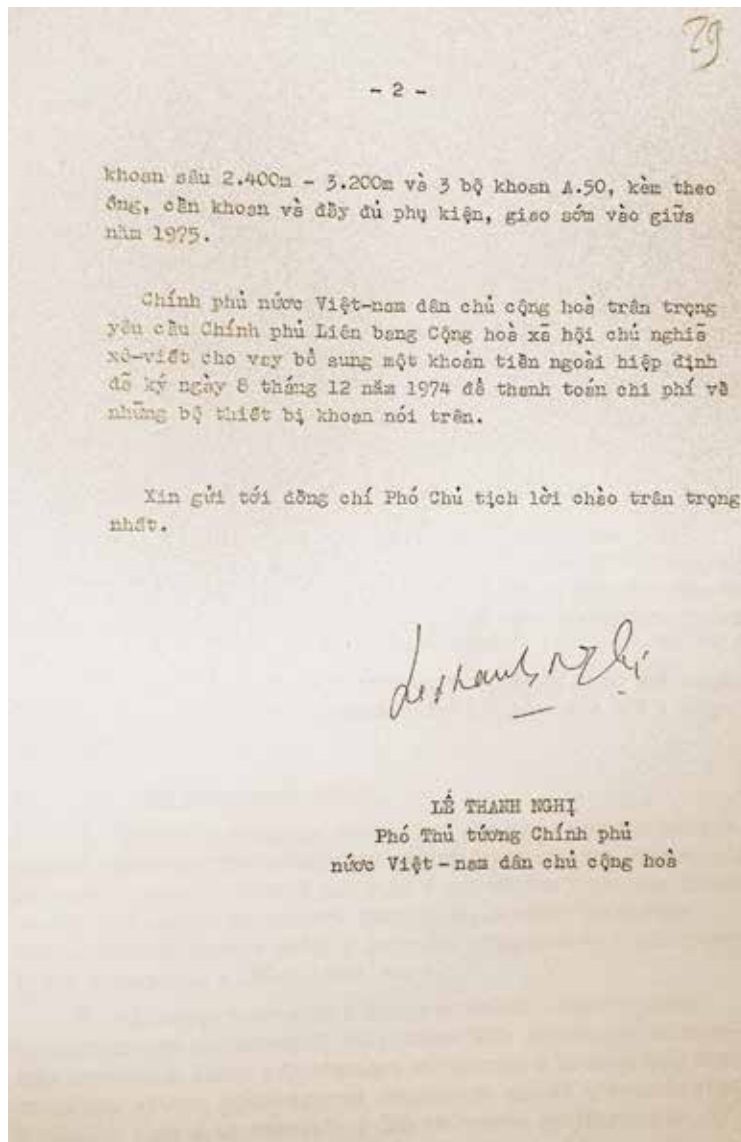 29
- 2 -
khoan sâu 2.400m - 3.200m và 3 bộ khoan A.50, kèm theo
ống, cần khoan và đầy đủ phụ kiện, giao sớm vào giữa
năm 1975.
Chính phủ nước Việt-nam dân chủ cộng hoà trân trọng
yêu cầu Chính phủ Liên bang Cộng hoà xã hội chủ nghĩa
xô-viết cho vay bổ sung một khoản tiền ngoài hiệp định
đã ký ngày 8 tháng 12 năm 1974 để thanh toán chi phí về
những bộ thiết bị khoan nói trên.
Xin gửi tới đồng chí Phó Chủ tịch lời chào trân trọng
nhất.
Lethanhnghị
LÊ THANH NGHỊ
Phó Thủ tướng Chính phủ
nước Việt-nam dân chủ cộng hoà